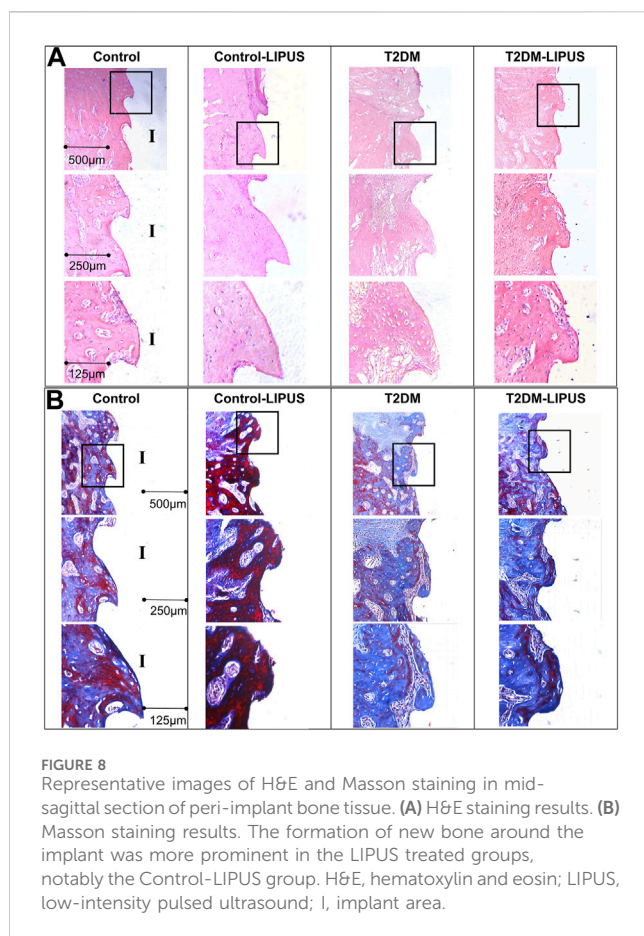 A
Control
Control-LIPUS
T2DM
T2DM-LIPUS
I
500μm
I
250μm
I
125μm
B
Control
Control-LIPUS
T2DM
T2DM-LIPUS
I
500μm
I
250μm
I
125μm
FIGURE 8
Representative images of H&E and Masson staining in mid-
sagittal section of peri-implant bone tissue. (A) H&E staining results. (B)
Masson staining results. The formation of new bone around the
implant was more prominent in the LIPUS treated groups,
notably the Control-LIPUS group. H&E, hematoxylin and eosin; LIPUS,
low-intensity pulsed ultrasound; I, implant area.